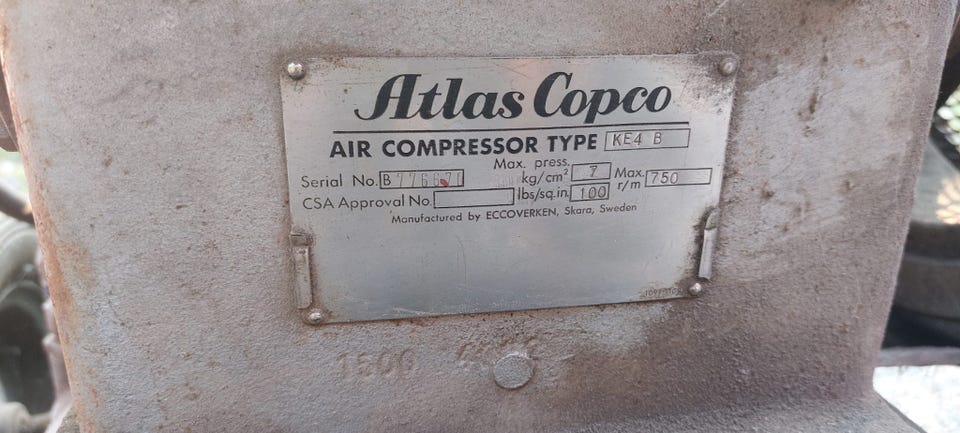 Atlas Copco
AIR COMPRESSOR TYPE KE4 B
Max. press.
Serial No. B 776671 kg/cm² 7 Max. r/m 750
CSA Approval No. lbs/sq.in. 100
Manufactured by ECCOVERKEN, Skara, Sweden
1500